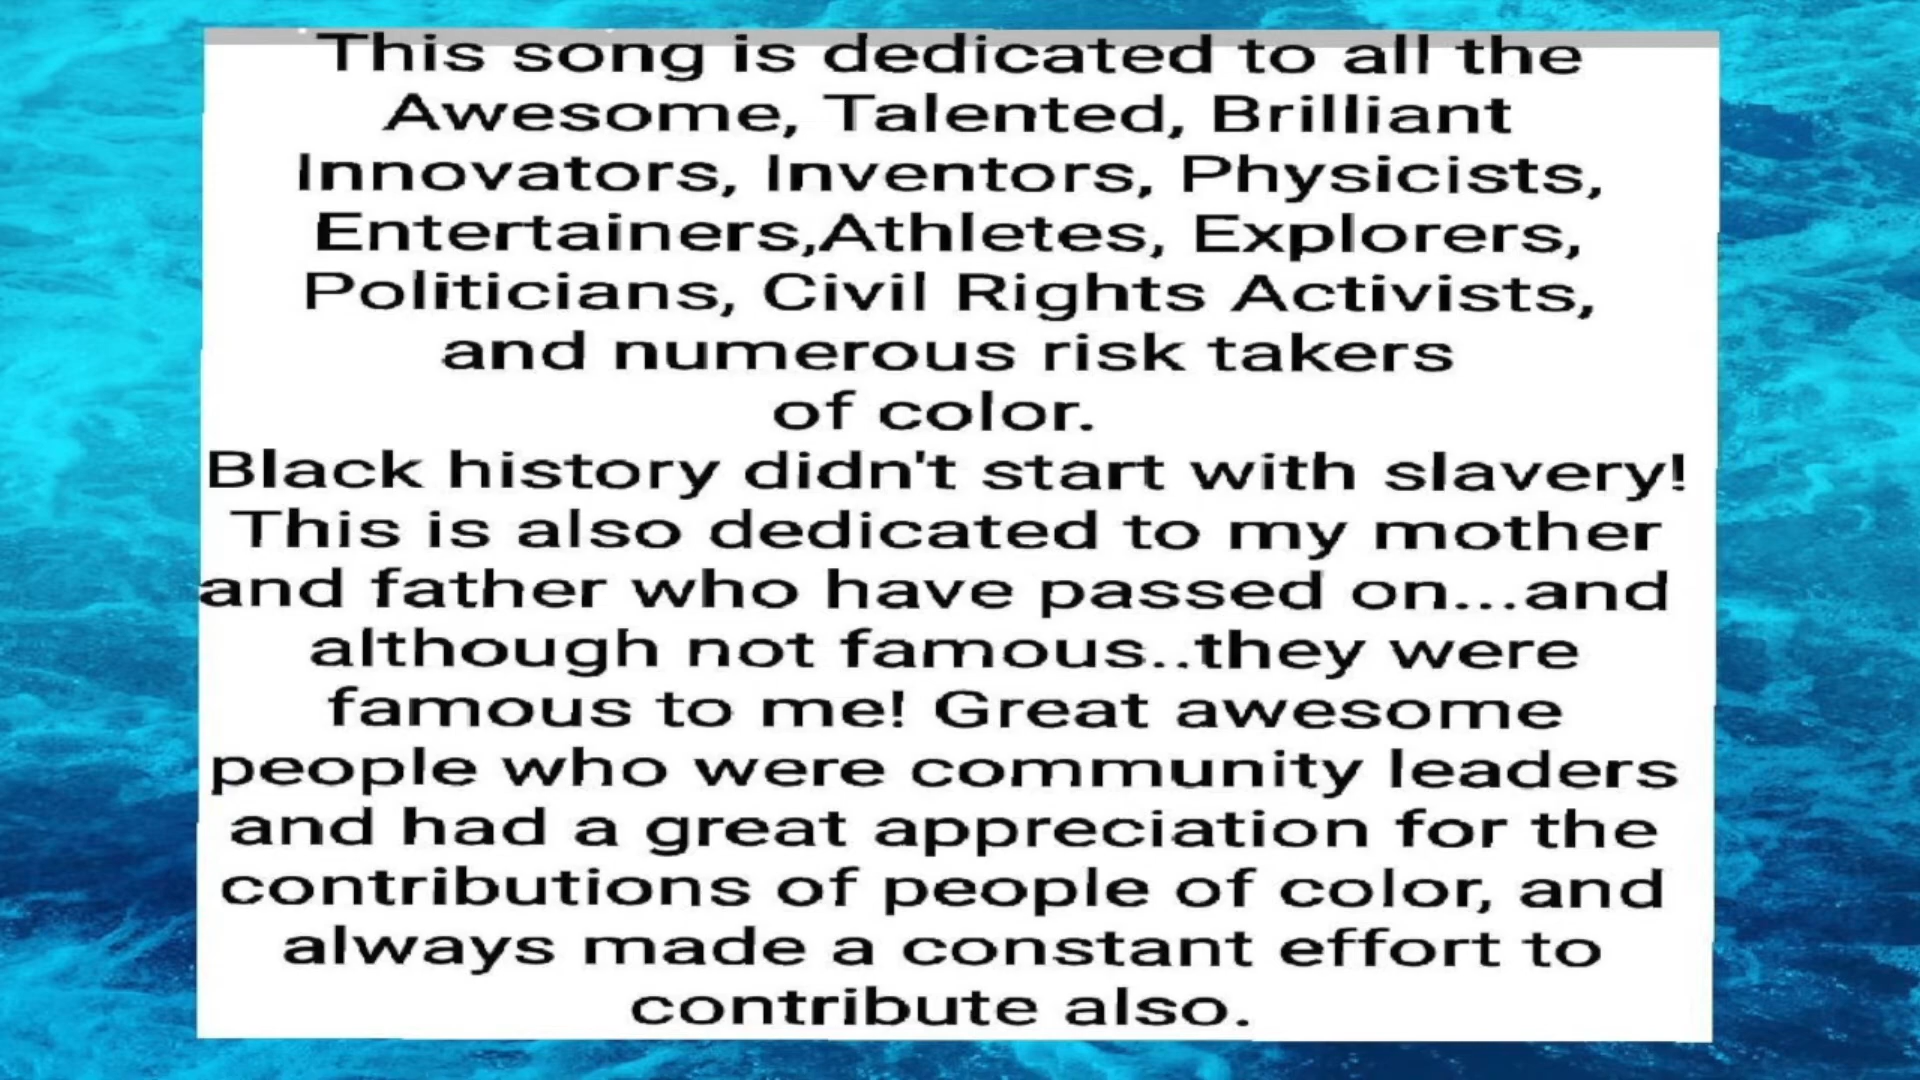 This song is dedicated to all the
Awesome, Talented, Brilliant
Innovators, Inventors, Physicists,
Entertainers,Athletes, Explorers,
Politicians, Civil Rights Activists,
and numerous risk takers
of color.
Black history didn't start with slavery!
This is also dedicated to my mother
and father who have passed on...and
although not famous..they were
famous to me! Great awesome
people who were community leaders
and had a great appreciation for the
contributions of people of color, and
always made a constant effort to
contribute also.